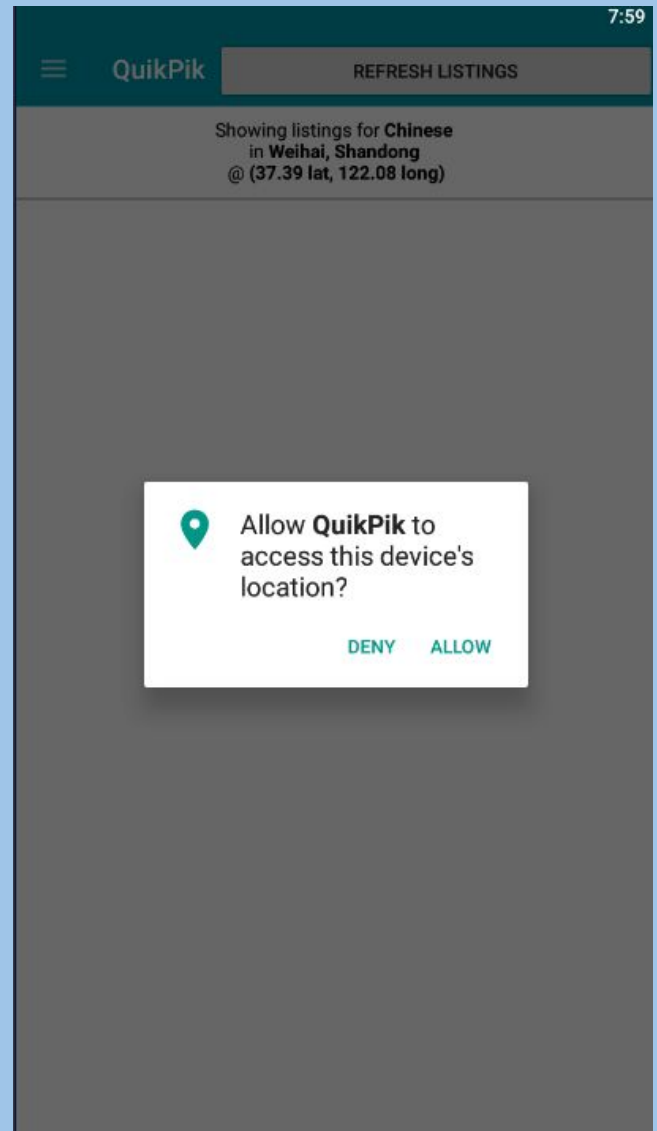 7:59
QuikPik
REFRESH LISTINGS
Showing listings for Chinese
in Weihai, Shandong
@ (37.39 lat, 122.08 long)
Allow QuikPik to
access this device's
location?
DENY ALLOW